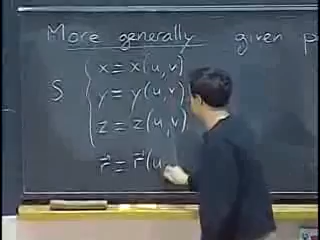 More generally given p
x = x(u,v)
S y = y(u,v)
z = z(u,v)
r⃗ = r⃗(u